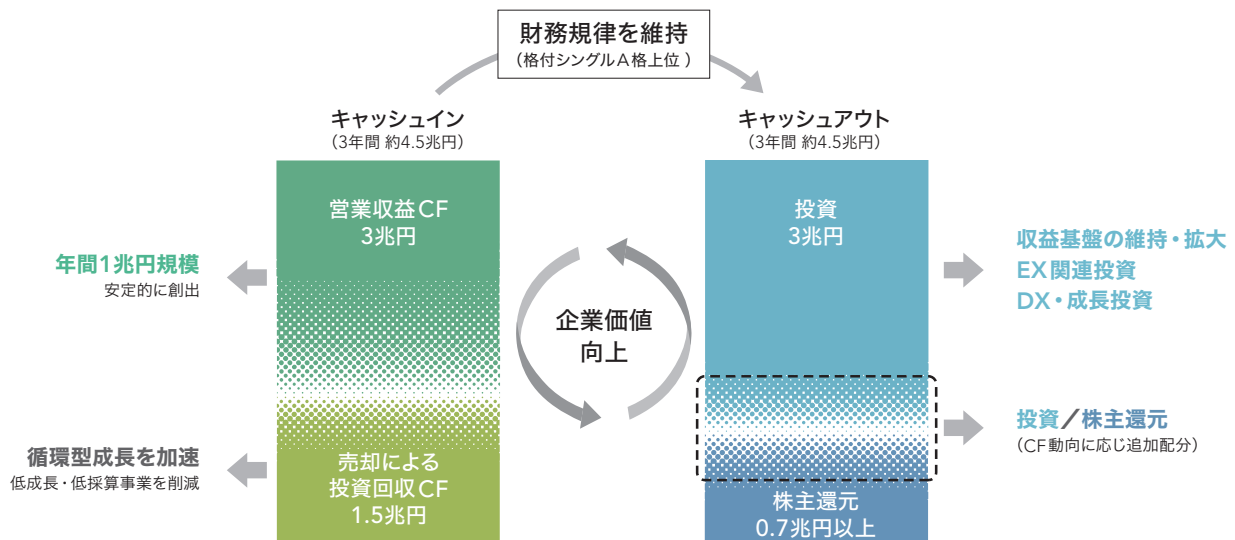 財務規律を維持
（格付シングルA格上位）
キャッシュイン
（3年間 約4.5兆円）
キャッシュアウト
（3年間 約4.5兆円）
営業収益CF
3兆円
年間1兆円規模
安定的に創出
循環型成長を加速
低成長・低採算事業を削減
売却による
投資回収CF
1.5兆円
企業価値
向上
投資
3兆円
収益基盤の維持・拡大
EX関連投資
DX・成長投資
投資／株主還元
（CF動向に応じ追加配分）
株主還元
0.7兆円以上